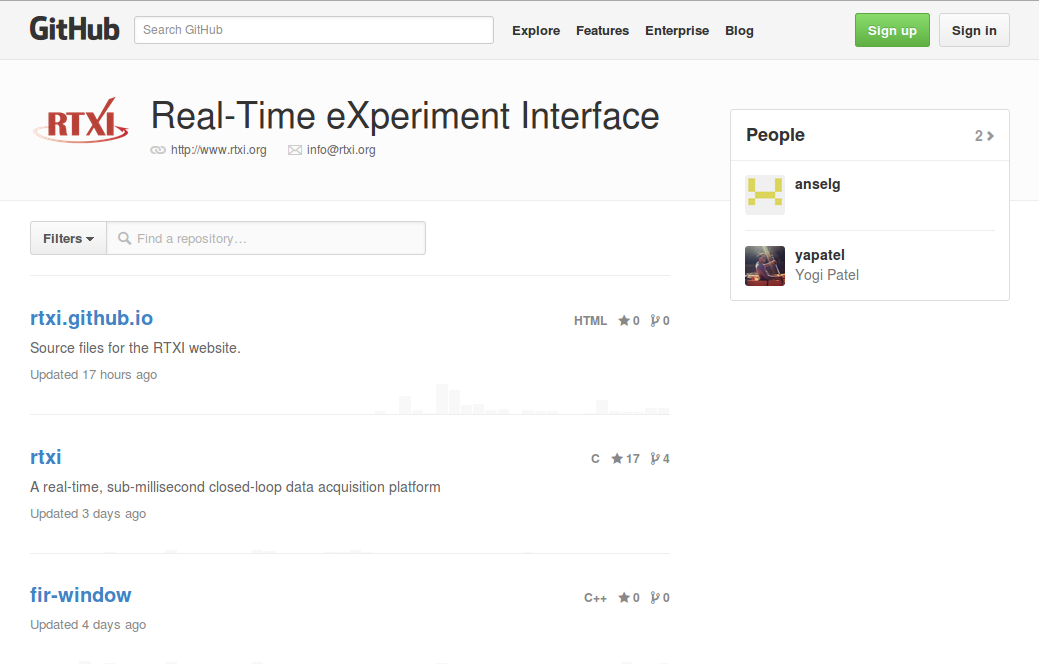 GitHub
Search GitHub
Explore Features Enterprise Blog
Sign up
Sign in
RTXI
Real-Time eXperiment Interface
http://www.rtxi.org info@rtxi.org
People 2
anselg
yapatel
Yogi Patel
Filters
Find a repository…
rtxi.github.io
HTML 0 0
Source files for the RTXI website.
Updated 17 hours ago
rtxi
C 17 4
A real-time, sub-millisecond closed-loop data acquisition platform
Updated 3 days ago
fir-window
C++ 0 0
Updated 4 days ago